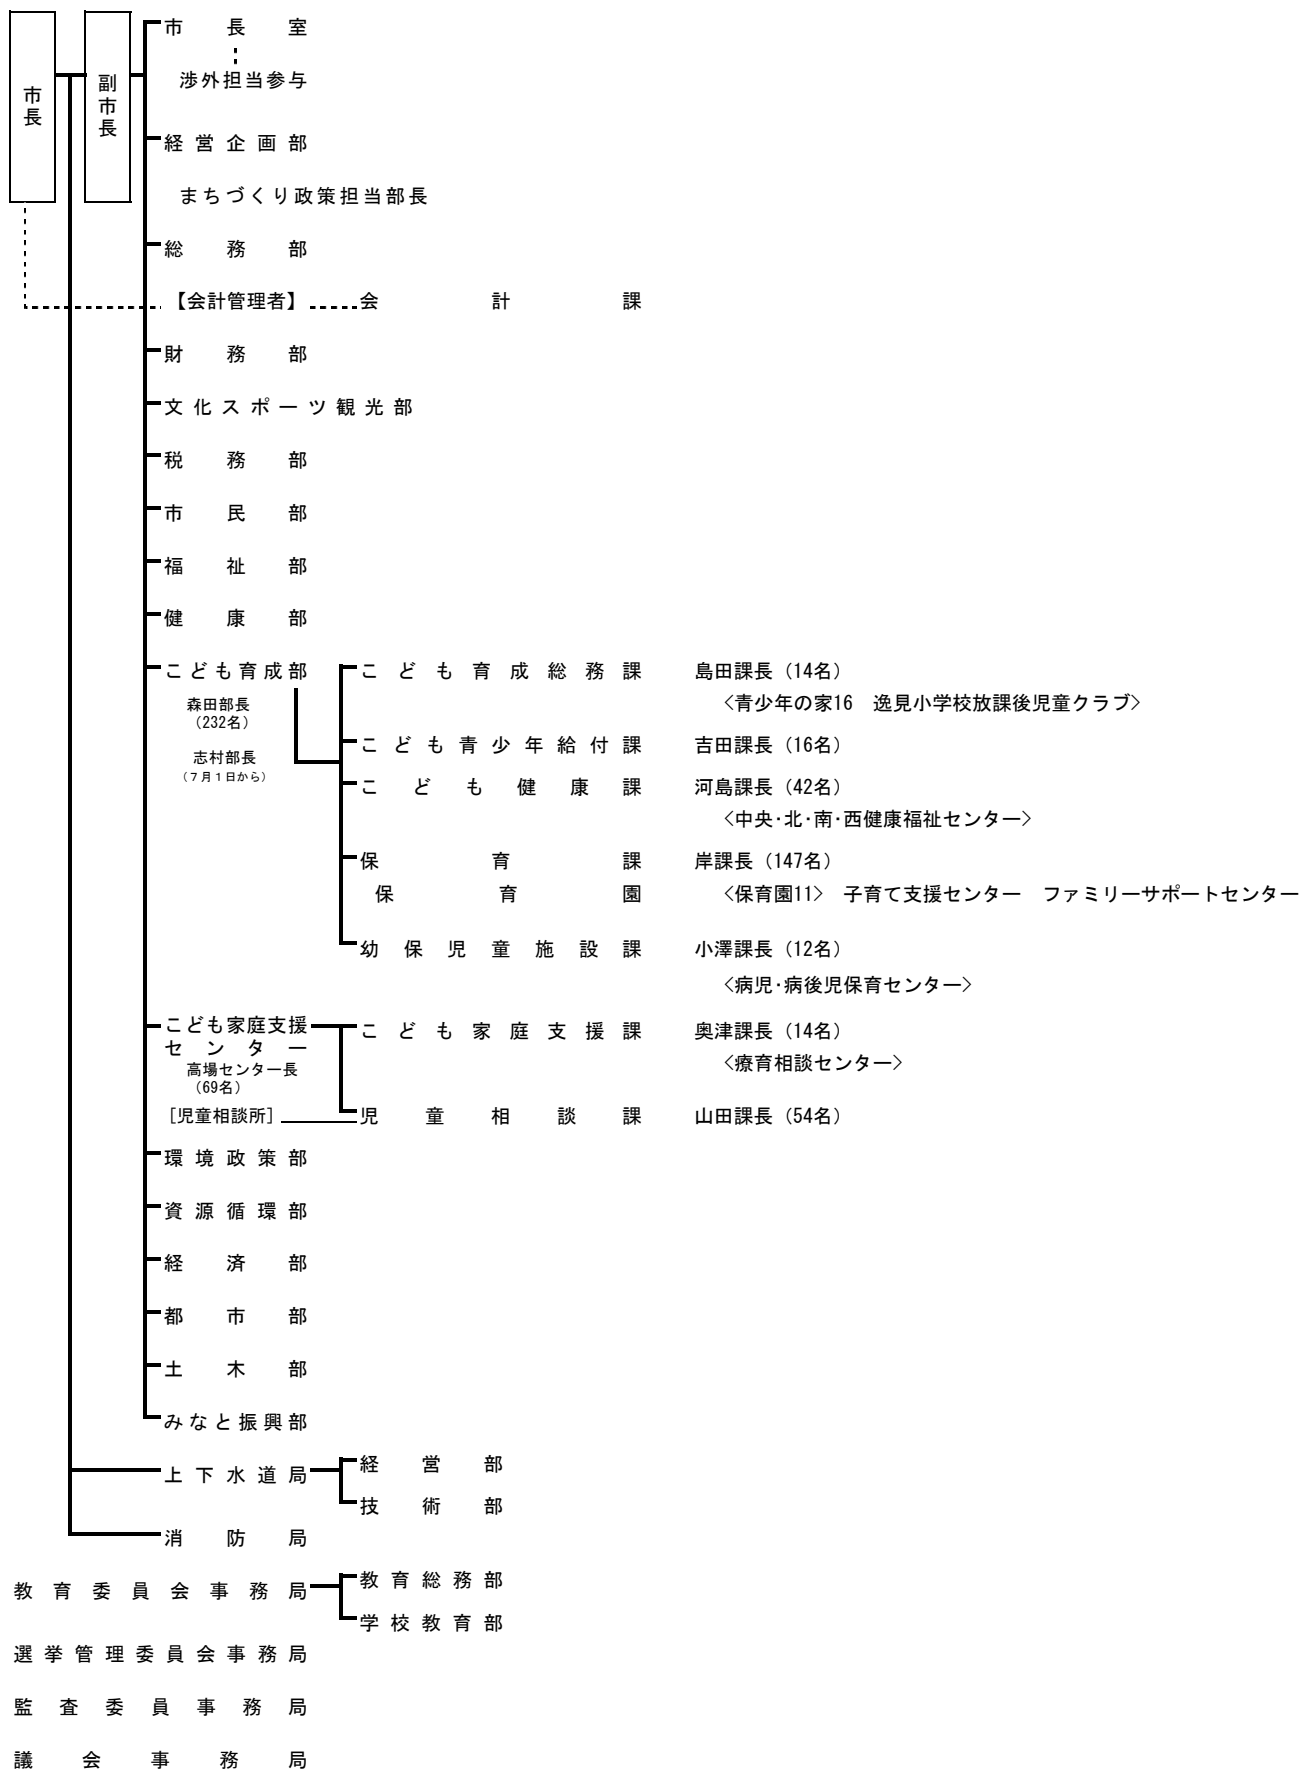 市長
副市長
市長室
渉外担当参与
経営企画部
まちづくり政策担当部長
総務部
【会計管理者】 会計課
財務部
文化スポーツ観光部
税務部
市民部
福祉部
健康部
こども育成部 こども育成総務課 島田課長（14名）
森田部長 〈青少年の家16　逸見小学校放課後児童クラブ〉
（232名）
こども青少年給付課 吉田課長（16名）
志村部長
（７月１日から）
こども健康課 河島課長（42名）
〈中央･北･南･西健康福祉センター〉
保育課 岸課長（147名）
保育園 〈保育園11〉　子育て支援センター　ファミリーサポートセンター
幼保児童施設課 小澤課長（12名）
〈病児･病後児保育センター〉
こども家庭支援 こども家庭支援課 奥津課長（14名）
センター
〈療育相談センター〉
高場センター長
（69名）
［児童相談所］ 児童相談課 山田課長（54名）
環境政策部
資源循環部
経済部
都市部
土木部
みなと振興部
上下水道局 経営部
技術部
消防局
教育委員会事務局 教育総務部
学校教育部
選挙管理委員会事務局
監査委員事務局
議会事務局